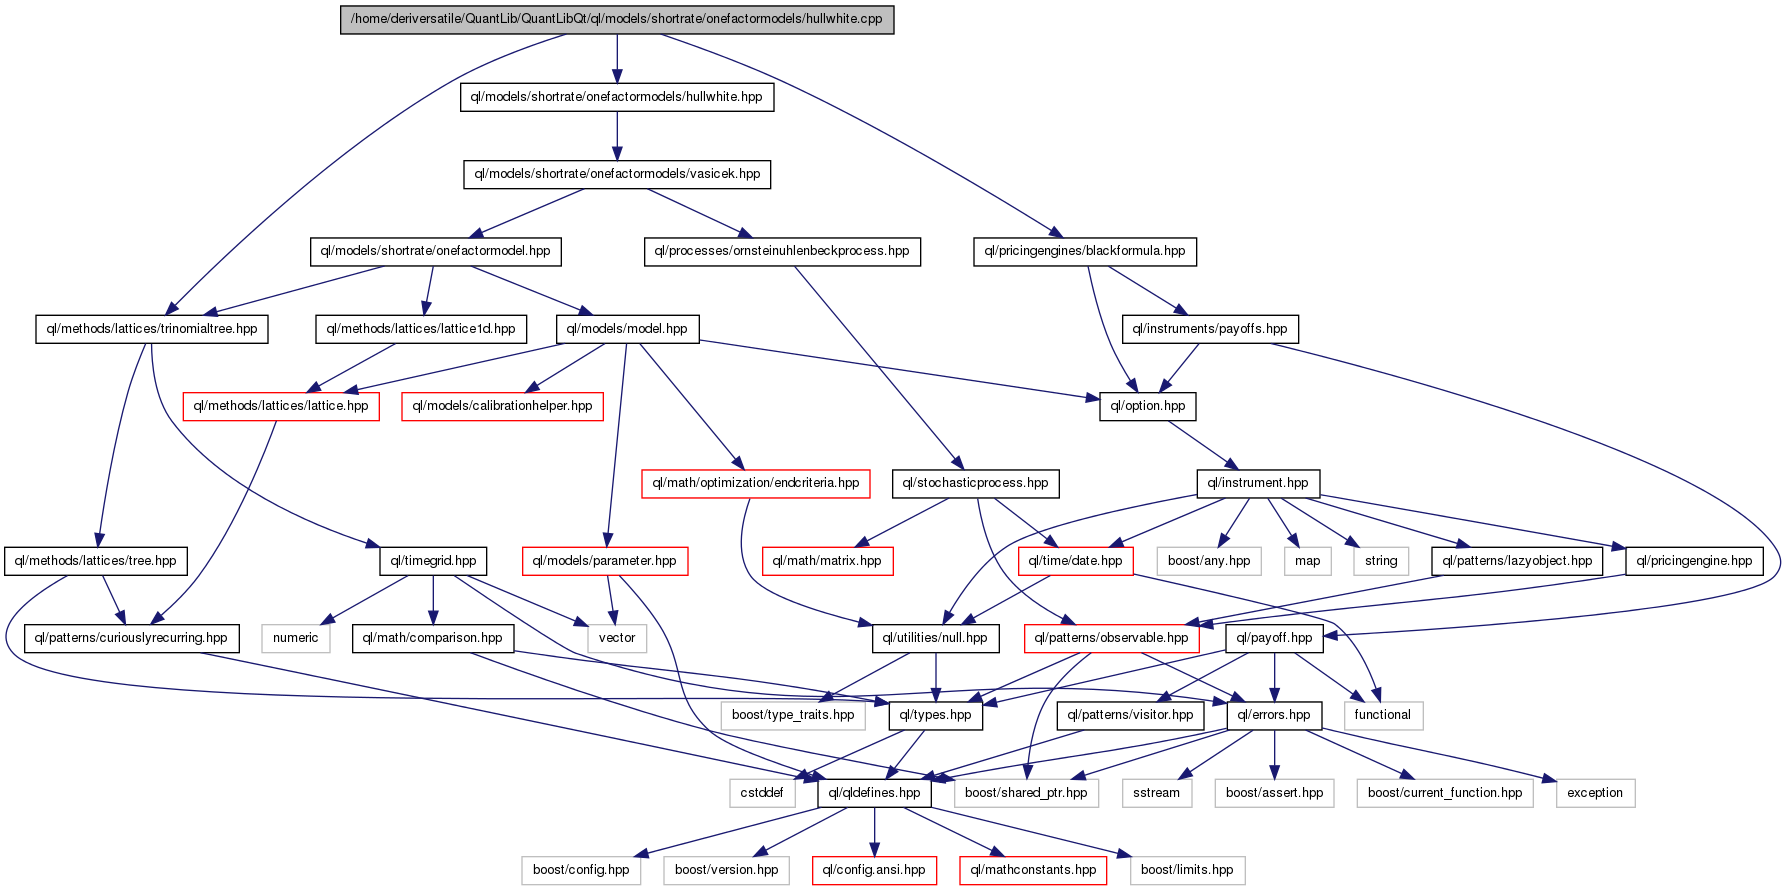 /home/deriversatile/QuantLib/QuantLibQt/ql/models/shortrate/onefactormodels/hullwhite.cpp
ql/models/shortrate/onefactormodels/hullwhite.hpp
ql/models/shortrate/onefactormodels/vasicek.hpp
ql/models/shortrate/onefactormodel.hpp
ql/processes/ornsteinuhlenbeckprocess.hpp
ql/pricingengines/blackformula.hpp
ql/methods/lattices/trinomialtree.hpp
ql/methods/lattices/lattice1d.hpp
ql/models/model.hpp
ql/instruments/payoffs.hpp
ql/methods/lattices/lattice.hpp
ql/models/calibrationhelper.hpp
ql/option.hpp
ql/math/optimization/endcriteria.hpp
ql/stochasticprocess.hpp
ql/instrument.hpp
ql/methods/lattices/tree.hpp
ql/timegrid.hpp
ql/models/parameter.hpp
ql/math/matrix.hpp
ql/time/date.hpp
boost/any.hpp
map
string
ql/patterns/lazyobject.hpp
ql/pricingengine.hpp
ql/patterns/curiouslyrecurring.hpp
numeric
ql/math/comparison.hpp
vector
ql/utilities/null.hpp
ql/patterns/observable.hpp
ql/payoff.hpp
boost/type_traits.hpp
ql/types.hpp
ql/patterns/visitor.hpp
ql/errors.hpp
functional
cstddef
ql/qldefines.hpp
boost/shared_ptr.hpp
sstream
boost/assert.hpp
boost/current_function.hpp
exception
boost/config.hpp
boost/version.hpp
ql/config.ansi.hpp
ql/mathconstants.hpp
boost/limits.hpp